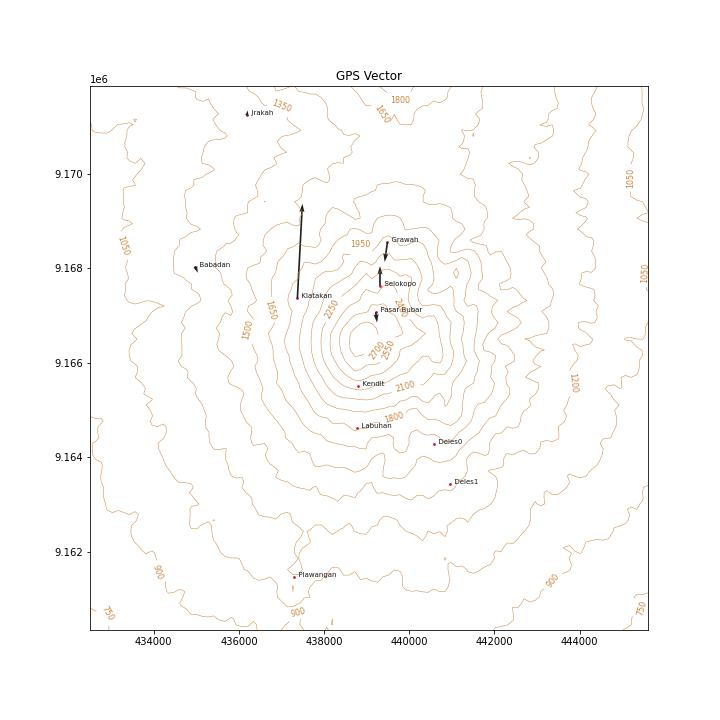 GPS Vector
1e6
1350
1800
1650
Jrakah
9.170
1050
1050
1950
Grawah
9.168
Babadan
1050
Selokopo
Klatakan
1650
2250
2400
Pasar Bubar
1500
9.166
2700
2550
Kendit
2100
1200
1800
Labuhan
9.164
Deles0
Deles1
9.162
900
Plawangan
900
750
900
750
434000
436000
438000
440000
442000
444000